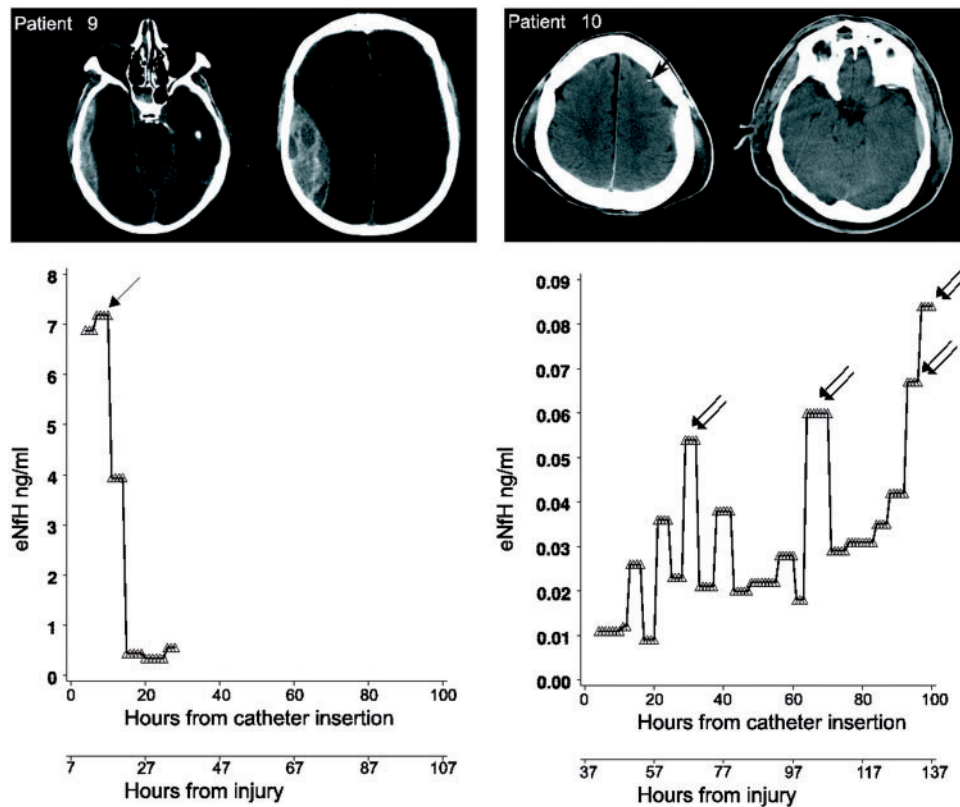 Patient 9
Patient 10
8
7
6
5
4
3
2
1
0
eNfH ng/ml
0 20 40 60 80 100
Hours from catheter insertion
7 27 47 67 87 107
Hours from injury
0.09
0.08
0.07
0.06
0.05
0.04
0.03
0.02
0.01
0.00
eNfH ng/ml
0 20 40 60 80 100
Hours from catheter insertion
37 57 77 97 117 137
Hours from injury